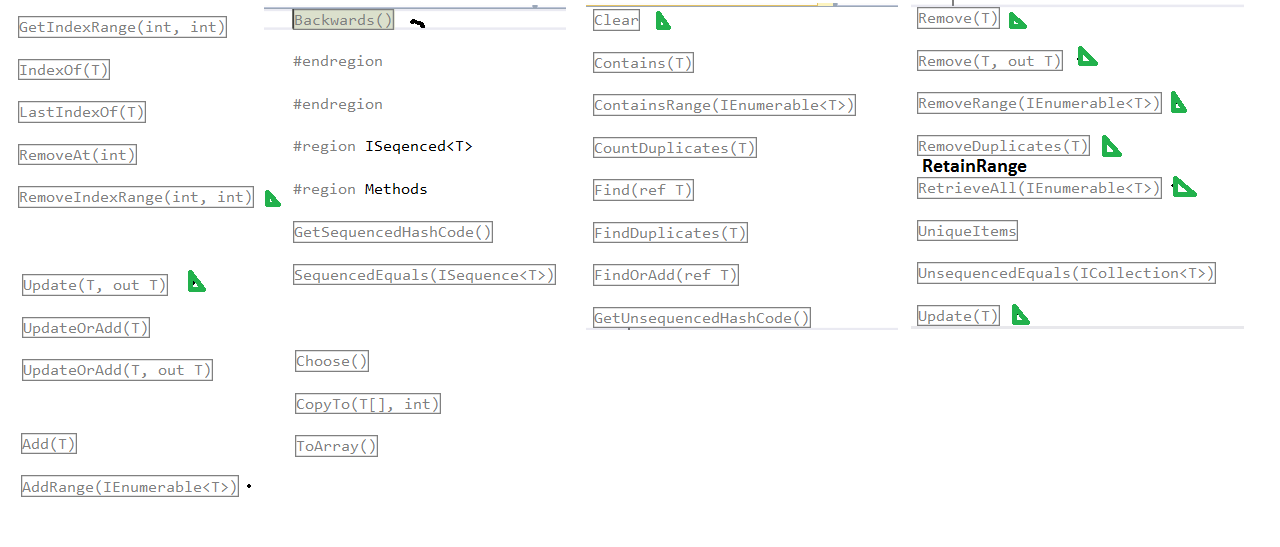 GetIndexRange(int, int)
IndexOf(T)
LastIndexOf(T)
RemoveAt(int)
RemoveIndexRange(int, int)
Update(T, out T)
UpdateOrAdd(T)
UpdateOrAdd(T, out T)
Add(T)
AddRange(IEnumerable<T>)
Backwards()
#endregion
#endregion
#region ISeqenced<T>
#region Methods
GetSequencedHashCode()
SequencedEquals(ISequence<T>)
Choose()
CopyTo(T[], int)
ToArray()
Clear
Contains(T)
ContainsRange(IEnumerable<T>)
CountDuplicates(T)
Find(ref T)
FindDuplicates(T)
FindOrAdd(ref T)
GetUnsequencedHashCode()
Remove(T)
Remove(T, out T)
RemoveRange(IEnumerable<T>)
RemoveDuplicates(T)
RetainRange
RetrieveAll(IEnumerable<T>)
UniqueItems
UnsequencedEquals(ICollection<T>)
Update(T)